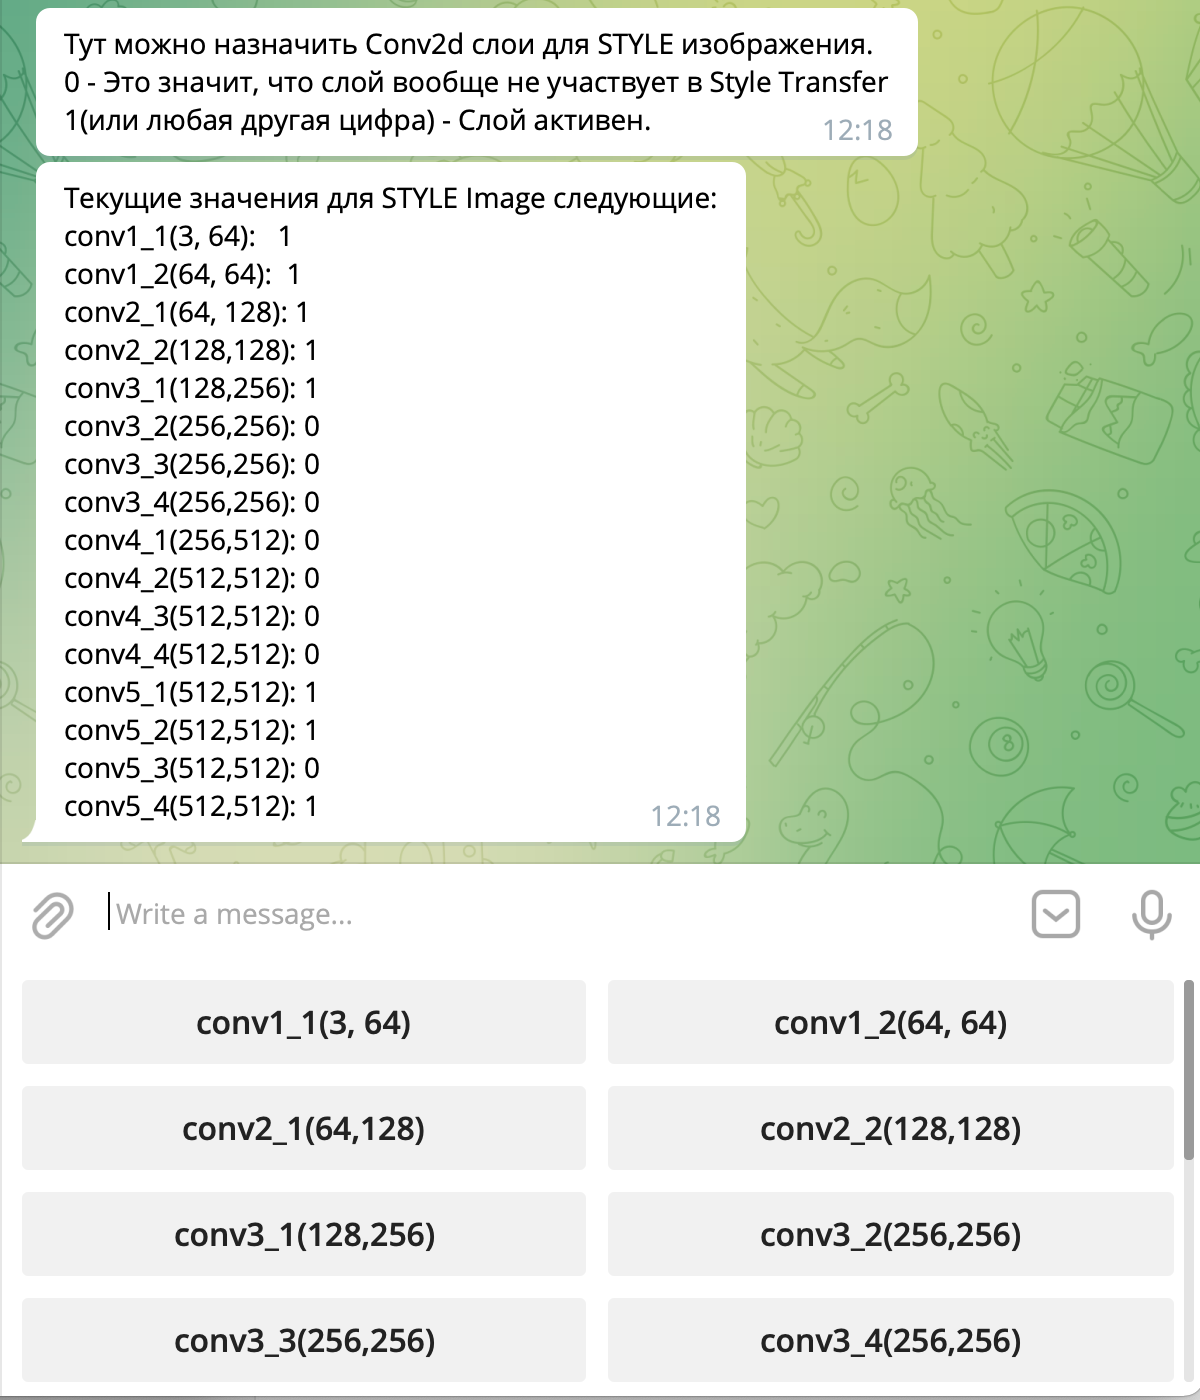 Тут можно назначить Conv2d слои для STYLE изображения.
0 - Это значит, что слой вообще не участвует в Style Transfer
1(или любая другая цифра) - Слой активен.
12:18
Текущие значения для STYLE Image следующие:
conv1_1(3, 64):   1
conv1_2(64, 64):  1
conv2_1(64, 128): 1
conv2_2(128,128): 1
conv3_1(128,256): 1
conv3_2(256,256): 0
conv3_3(256,256): 0
conv3_4(256,256): 0
conv4_1(256,512): 0
conv4_2(512,512): 0
conv4_3(512,512): 0
conv4_4(512,512): 0
conv5_1(512,512): 1
conv5_2(512,512): 1
conv5_3(512,512): 0
conv5_4(512,512): 1
12:18
Write a message...
conv1_1(3, 64)
conv1_2(64, 64)
conv2_1(64,128)
conv2_2(128,128)
conv3_1(128,256)
conv3_2(256,256)
conv3_3(256,256)
conv3_4(256,256)